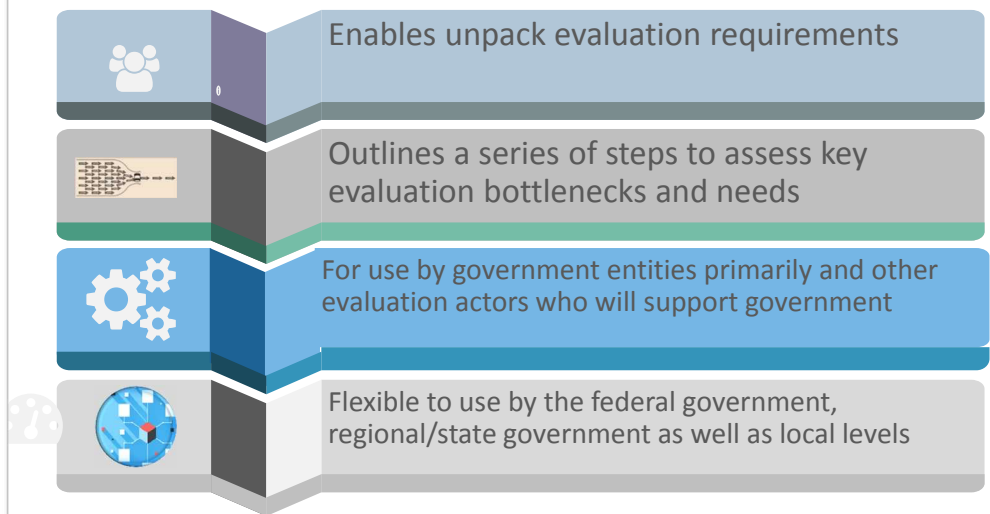 Enables unpack evaluation requirements
Outlines a series of steps to assess key
evaluation bottlenecks and needs
For use by government entities primarily and other
evaluation actors who will support government
Flexible to use by the federal government,
regional/state government as well as local levels